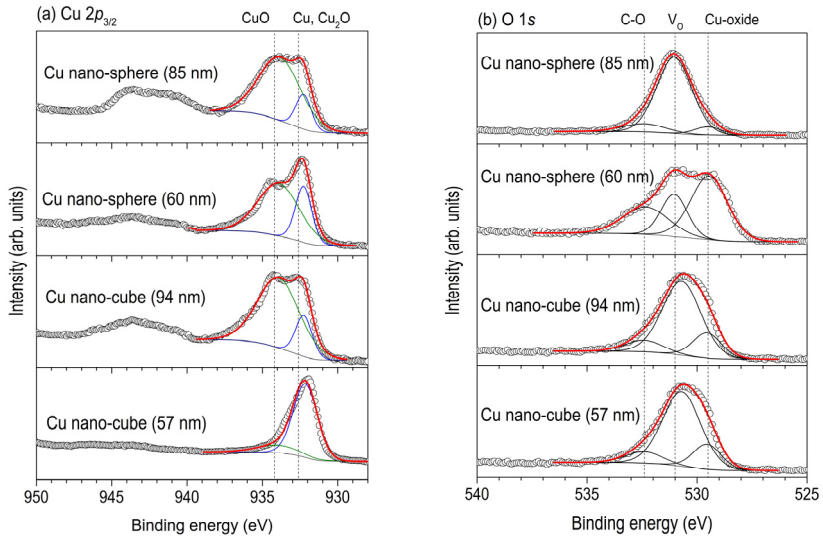 (a) Cu 2p3/2
CuO
Cu, Cu2O
Cu nano-sphere (85 nm)
Cu nano-sphere (60 nm)
Cu nano-cube (94 nm)
Cu nano-cube (57 nm)
Intensity (arb. units)
950 945 940 935 930
Binding energy (eV)
(b) O 1s
C-O
VO
Cu-oxide
Cu nano-sphere (85 nm)
Cu nano-sphere (60 nm)
Cu nano-cube (94 nm)
Cu nano-cube (57 nm)
Intensity (arb. units)
540 535 530 525
Binding energy (eV)